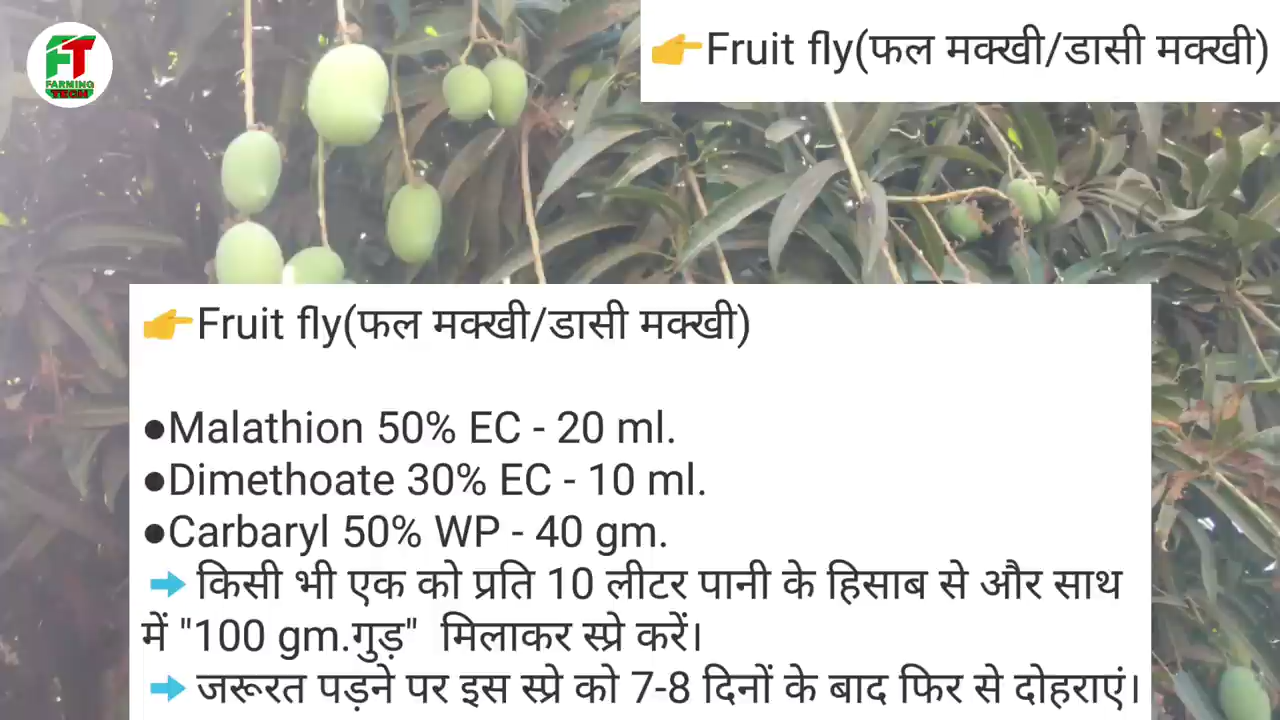 FT
FARMING
TECH
👉Fruit fly(फल मक्खी/डासी मक्खी)
👉Fruit fly(फल मक्खी/डासी मक्खी)
●Malathion 50% EC - 20 ml.
●Dimethoate 30% EC - 10 ml.
●Carbaryl 50% WP - 40 gm.
➡ किसी भी एक को प्रति 10 लीटर पानी के हिसाब से और साथ
में "100 gm.गुड़" मिलाकर स्प्रे करें।
➡ जरूरत पड़ने पर इस स्प्रे को 7-8 दिनों के बाद फिर से दोहराएं।